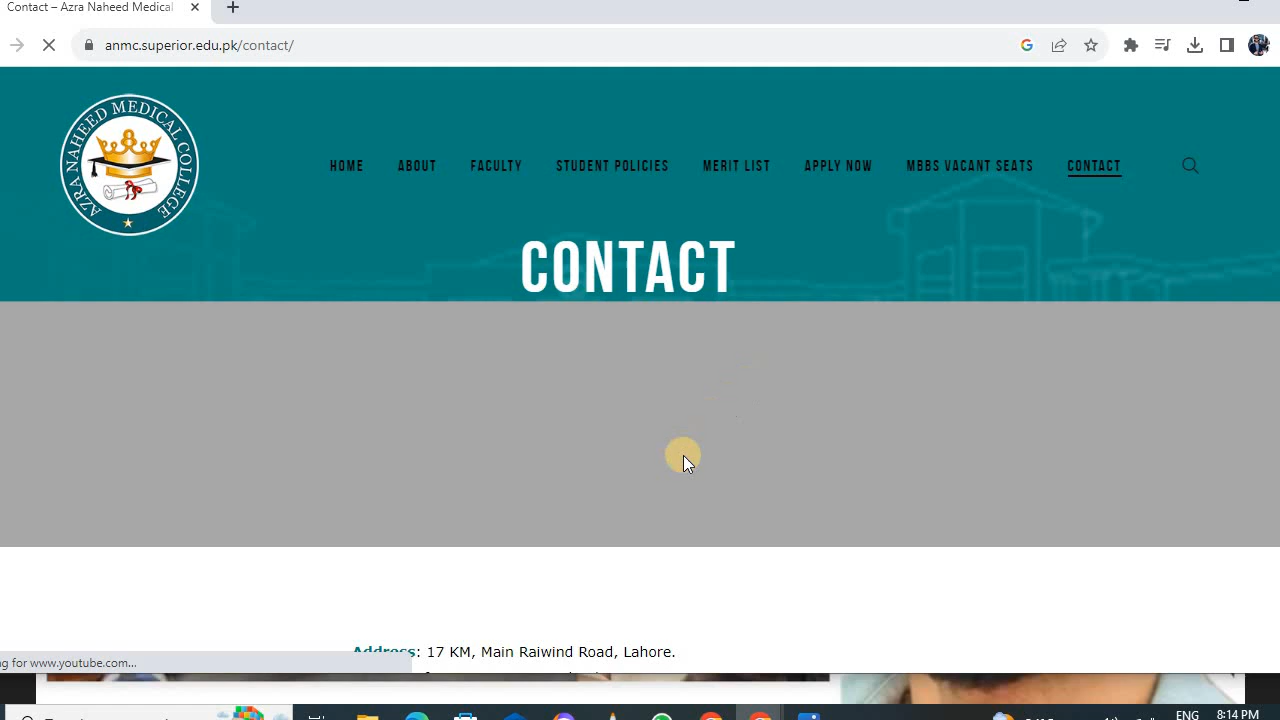 Contact – Azra Naheed Medical
anmc.superior.edu.pk/contact/
AZRA NAHEED MEDICAL COLLEGE
HOME ABOUT FACULTY STUDENT POLICIES MERIT LIST APPLY NOW MBBS VACANT SEATS CONTACT
CONTACT
Address: 17 KM, Main Raiwind Road, Lahore.
g for www.youtube.com...
ENG 8:14 PM